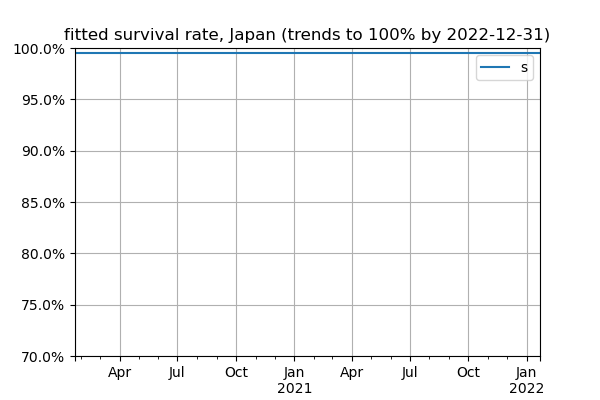 fitted survival rate, Japan (trends to 100% by 2022-12-31)
100.0%
95.0%
90.0%
85.0%
80.0%
75.0%
70.0%
s
Apr Jul Oct Jan Apr Jul Oct Jan
2021 2022